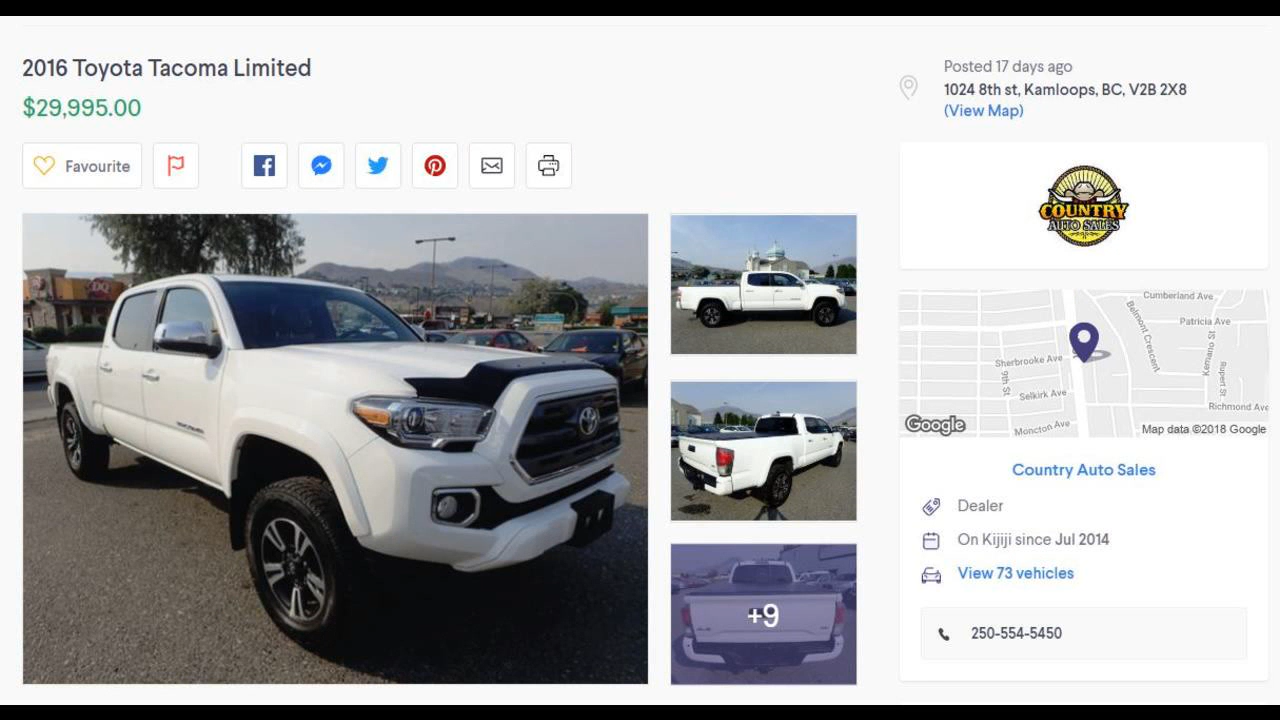 2016 Toyota Tacoma Limited
$29,995.00
Favourite
Posted 17 days ago
1024 8th st, Kamloops, BC, V2B 2X8
(View Map)
COUNTRY
AUTO SALES
DQ
+9
Cumberland Ave
Patricia Ave
Belmont Crescent
Kemano St
Rupert St
Sherbrooke Ave
9th St
Selkirk Ave
Richmond Ave
Moncton Ave
Google
Map data ©2018 Google
Country Auto Sales
Dealer
On Kijiji since Jul 2014
View 73 vehicles
250-554-5450